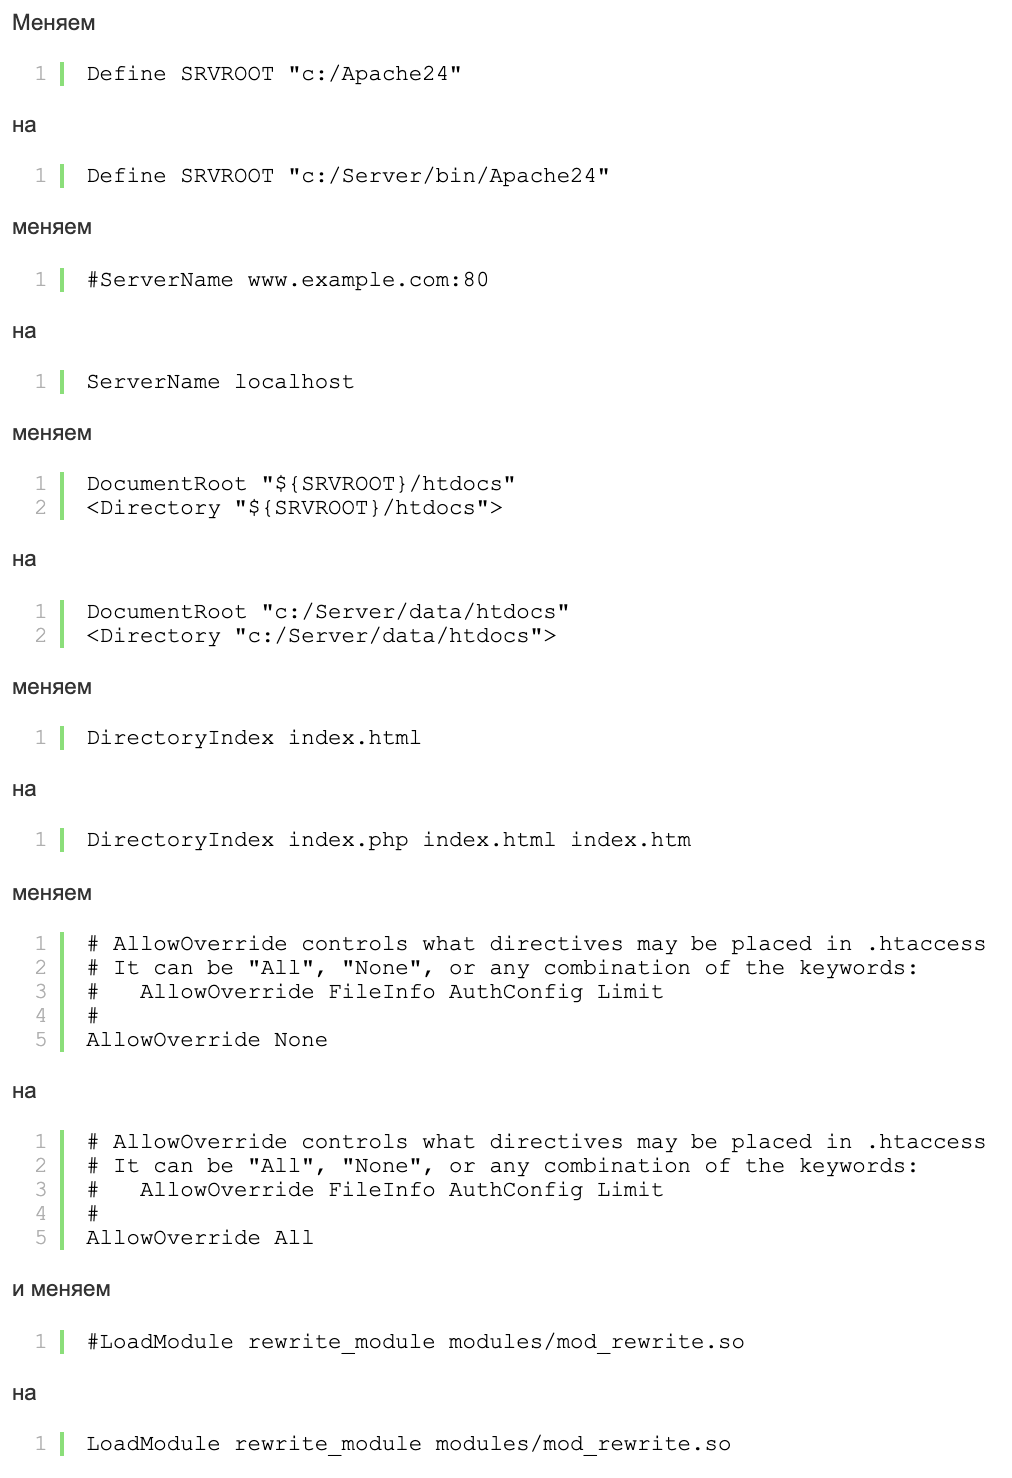 Меняем
1 Define SRVROOT "c:/Apache24"
на
1 Define SRVROOT "c:/Server/bin/Apache24"
меняем
1 #ServerName www.example.com:80
на
1 ServerName localhost
меняем
1 DocumentRoot "${SRVROOT}/htdocs"
2 <Directory "${SRVROOT}/htdocs">
на
1 DocumentRoot "c:/Server/data/htdocs"
2 <Directory "c:/Server/data/htdocs">
меняем
1 DirectoryIndex index.html
на
1 DirectoryIndex index.php index.html index.htm
меняем
1 # AllowOverride controls what directives may be placed in .htaccess
2 # It can be "All", "None", or any combination of the keywords:
3 #   AllowOverride FileInfo AuthConfig Limit
4 #
5 AllowOverride None
на
1 # AllowOverride controls what directives may be placed in .htaccess
2 # It can be "All", "None", or any combination of the keywords:
3 #   AllowOverride FileInfo AuthConfig Limit
4 #
5 AllowOverride All
и меняем
1 #LoadModule rewrite_module modules/mod_rewrite.so
на
1 LoadModule rewrite_module modules/mod_rewrite.so